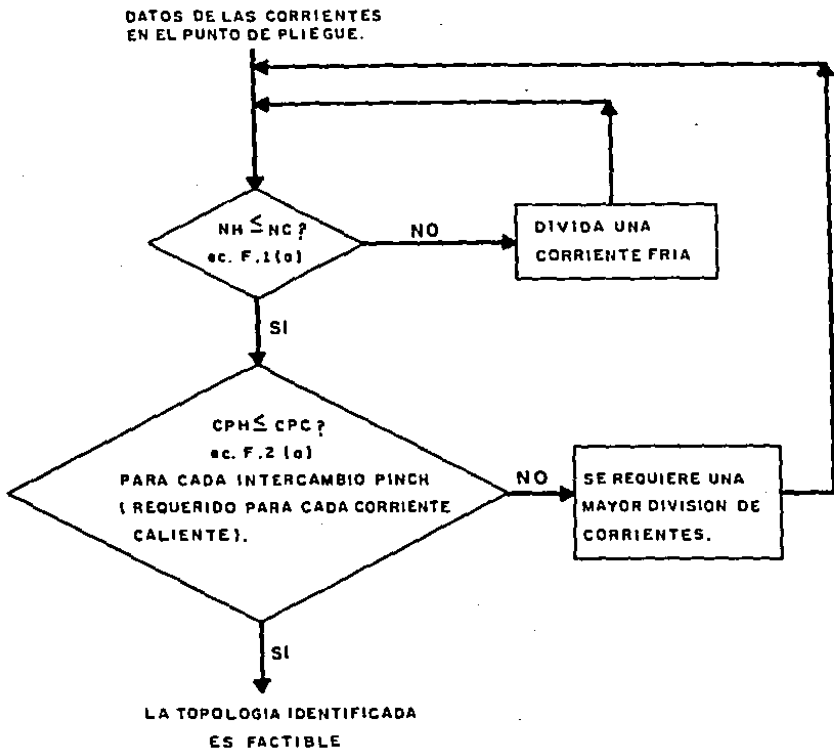 DATOS DE LAS CORRIENTES
EN EL PUNTO DE PLIEGUE.
NH ≤ NC?
ec. F.1(a)
NO
DIVIDA UNA
CORRIENTE FRIA
SI
CPH ≤ CPC?
ec. F.2 (a)
PARA CADA INTERCAMBIO PINCH
(REQUERIDO PARA CADA CORRIENTE
CALIENTE).
NO
SE REQUIERE UNA
MAYOR DIVISION DE
CORRIENTES.
SI
LA TOPOLOGIA IDENTIFICADA
ES FACTIBLE